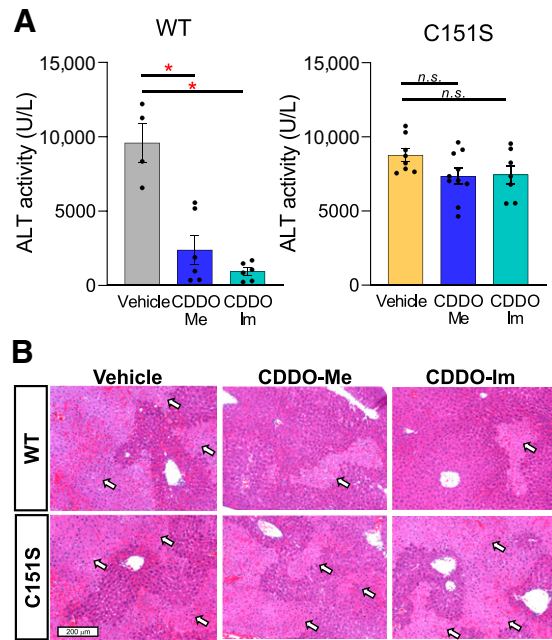 A
WT
C151S
ALT activity (U/L)
15,000
10,000
5000
0
*
*
Vehicle
CDDO
Me
CDDO
Im
ALT activity (U/L)
15,000
10,000
5000
0
n.s.
n.s.
Vehicle
CDDO
Me
CDDO
Im
B
Vehicle
CDDO-Me
CDDO-Im
WT
C151S
200 µm